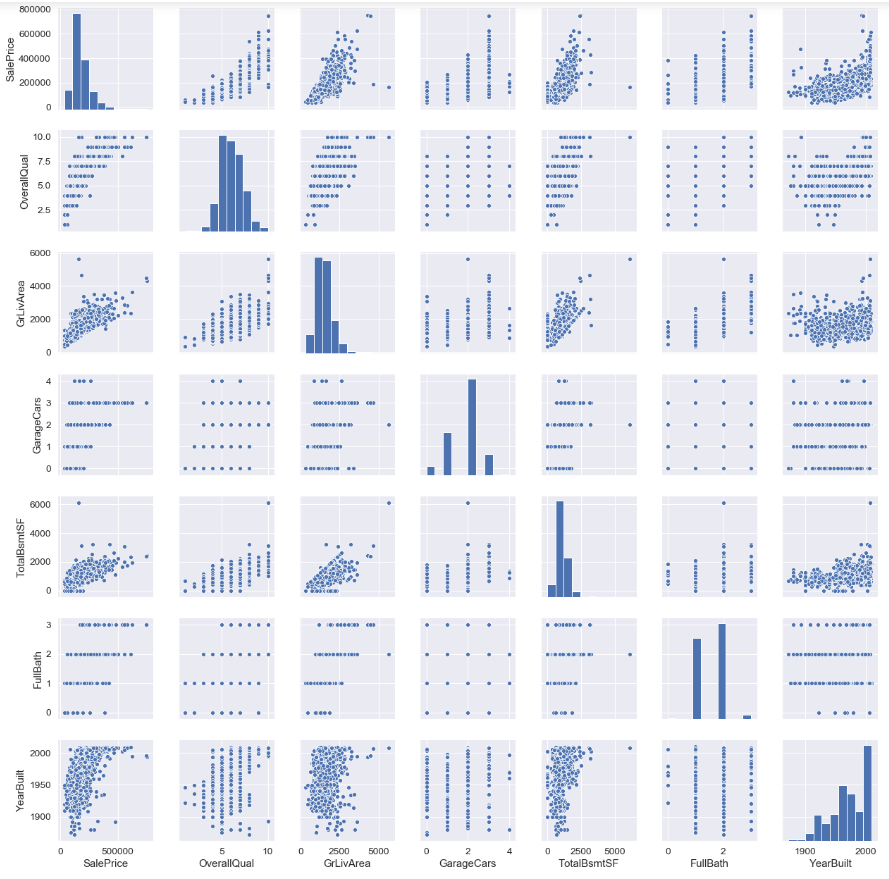 800000
600000
400000
200000
0
SalePrice
10.0
7.5
5.0
2.5
OverallQual
6000
4000
2000
0
GrLivArea
4
3
2
1
0
GarageCars
6000
4000
2000
0
TotalBsmtSF
3
2
1
0
FullBath
2000
1950
1900
YearBuilt
0 500000
SalePrice
5 10
OverallQual
0 2500 5000
GrLivArea
0 2 4
GarageCars
0 2500 5000
TotalBsmtSF
0 2
FullBath
1900 2000
YearBuilt